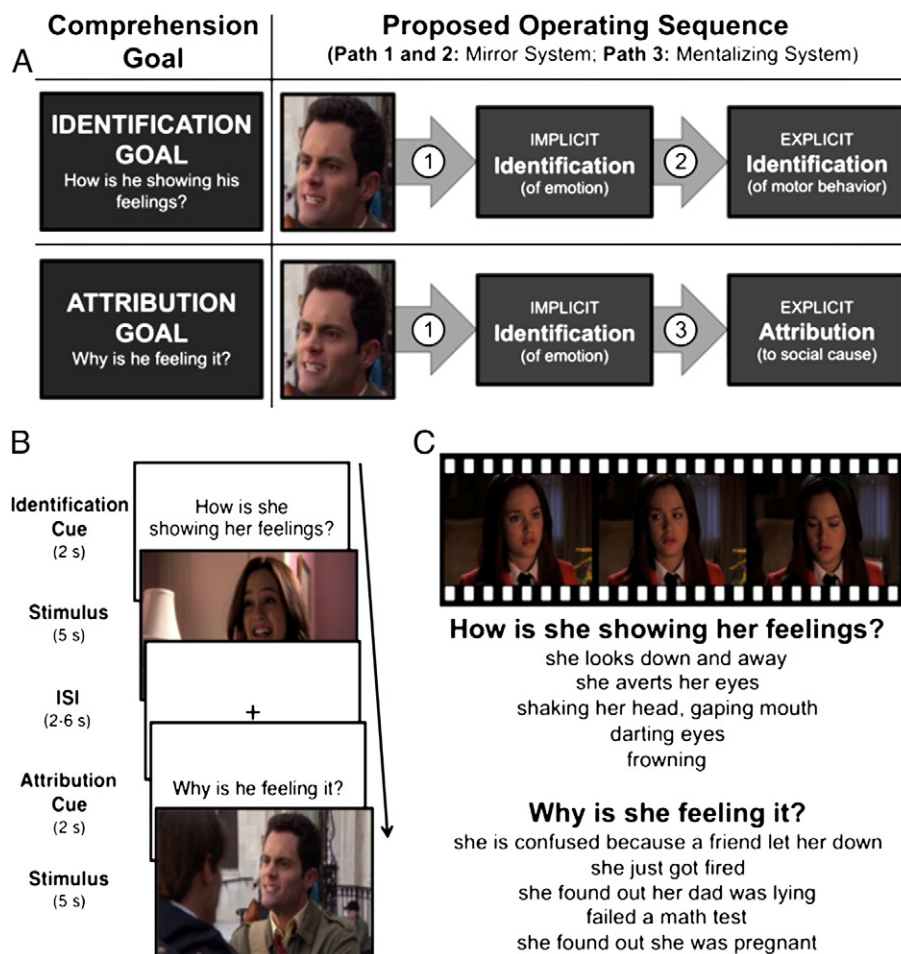 Comprehension Goal
Proposed Operating Sequence
(Path 1 and 2: Mirror System; Path 3: Mentalizing System)
A
IDENTIFICATION
GOAL
How is he showing his
feelings?
1
IMPLICIT
Identification
(of emotion)
2
EXPLICIT
Identification
(of motor behavior)
ATTRIBUTION
GOAL
Why is he feeling it?
1
IMPLICIT
Identification
(of emotion)
3
EXPLICIT
Attribution
(to social cause)
B
Identification
Cue
(2 s)
How is she
showing her feelings?
Stimulus
(5 s)
ISI
(2-6 s)
+
Attribution
Cue
(2 s)
Why is he feeling it?
Stimulus
(5 s)
C
How is she showing her feelings?
she looks down and away
she averts her eyes
shaking her head, gaping mouth
darting eyes
frowning
Why is she feeling it?
she is confused because a friend let her down
she just got fired
she found out her dad was lying
failed a math test
she found out she was pregnant